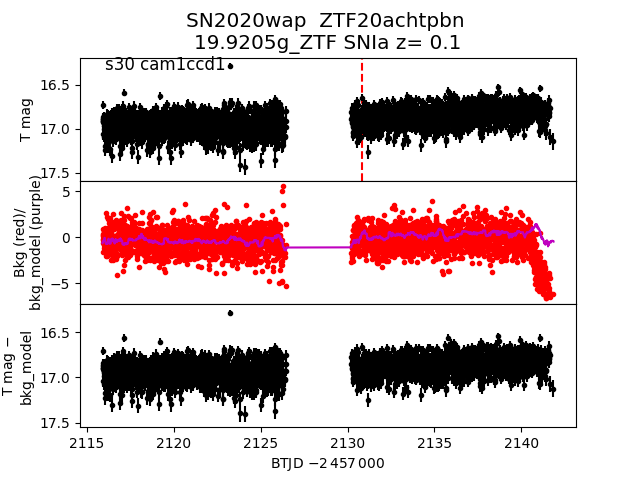 SN2020wap  ZTF20achtpbn
19.9205g_ZTF SNIa z= 0.1
s30 cam1ccd1
16.5
17.0
17.5
T mag
5
0
−5
Bkg (red)/
bkg_model (purple)
16.5
17.0
17.5
T mag −
bkg_model
2115
2120
2125
2130
2135
2140
BTJD −2 457 000